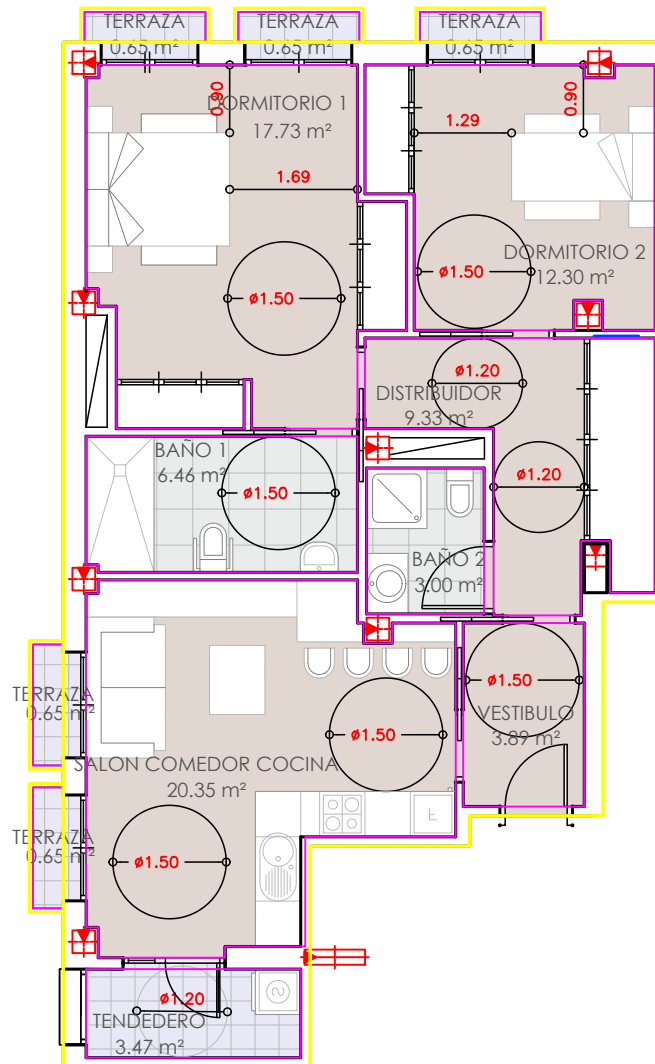 TERRAZA
0.65 m²
TERRAZA
0.65 m²
TERRAZA
0.65 m²
0.90
DORMITORIO 1
17.73 m²
1.69
ø1.50
1.29
0.90
DORMITORIO 2
12.30 m²
ø1.50
ø1.20
DISTRIBUIDOR
9.33 m²
BAÑO 1
6.46 m²
ø1.50
ø1.20
BAÑO 2
3.00 m²
TERRAZA
0.65 m²
ø1.50
VESTIBULO
3.89 m²
ø1.50
SALON COMEDOR COCINA
20.35 m²
F
TERRAZA
0.65 m²
ø1.50
ø1.20
2
TENDEDERO
3.47 m²